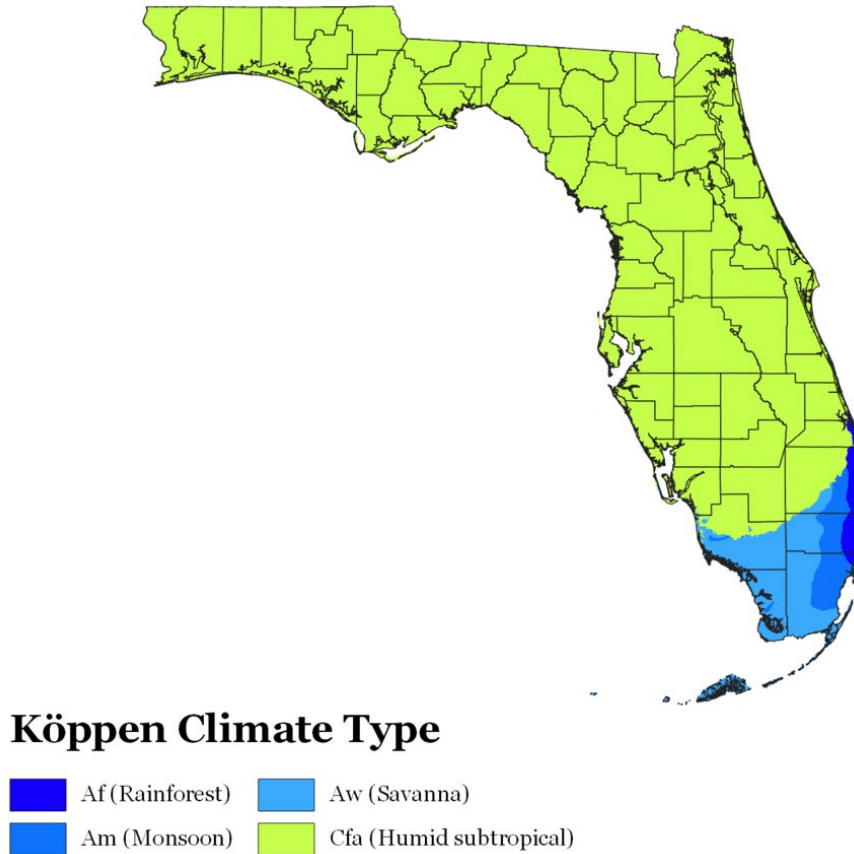 Köppen Climate Type
Af (Rainforest)
Aw (Savanna)
Am (Monsoon)
Cfa (Humid subtropical)